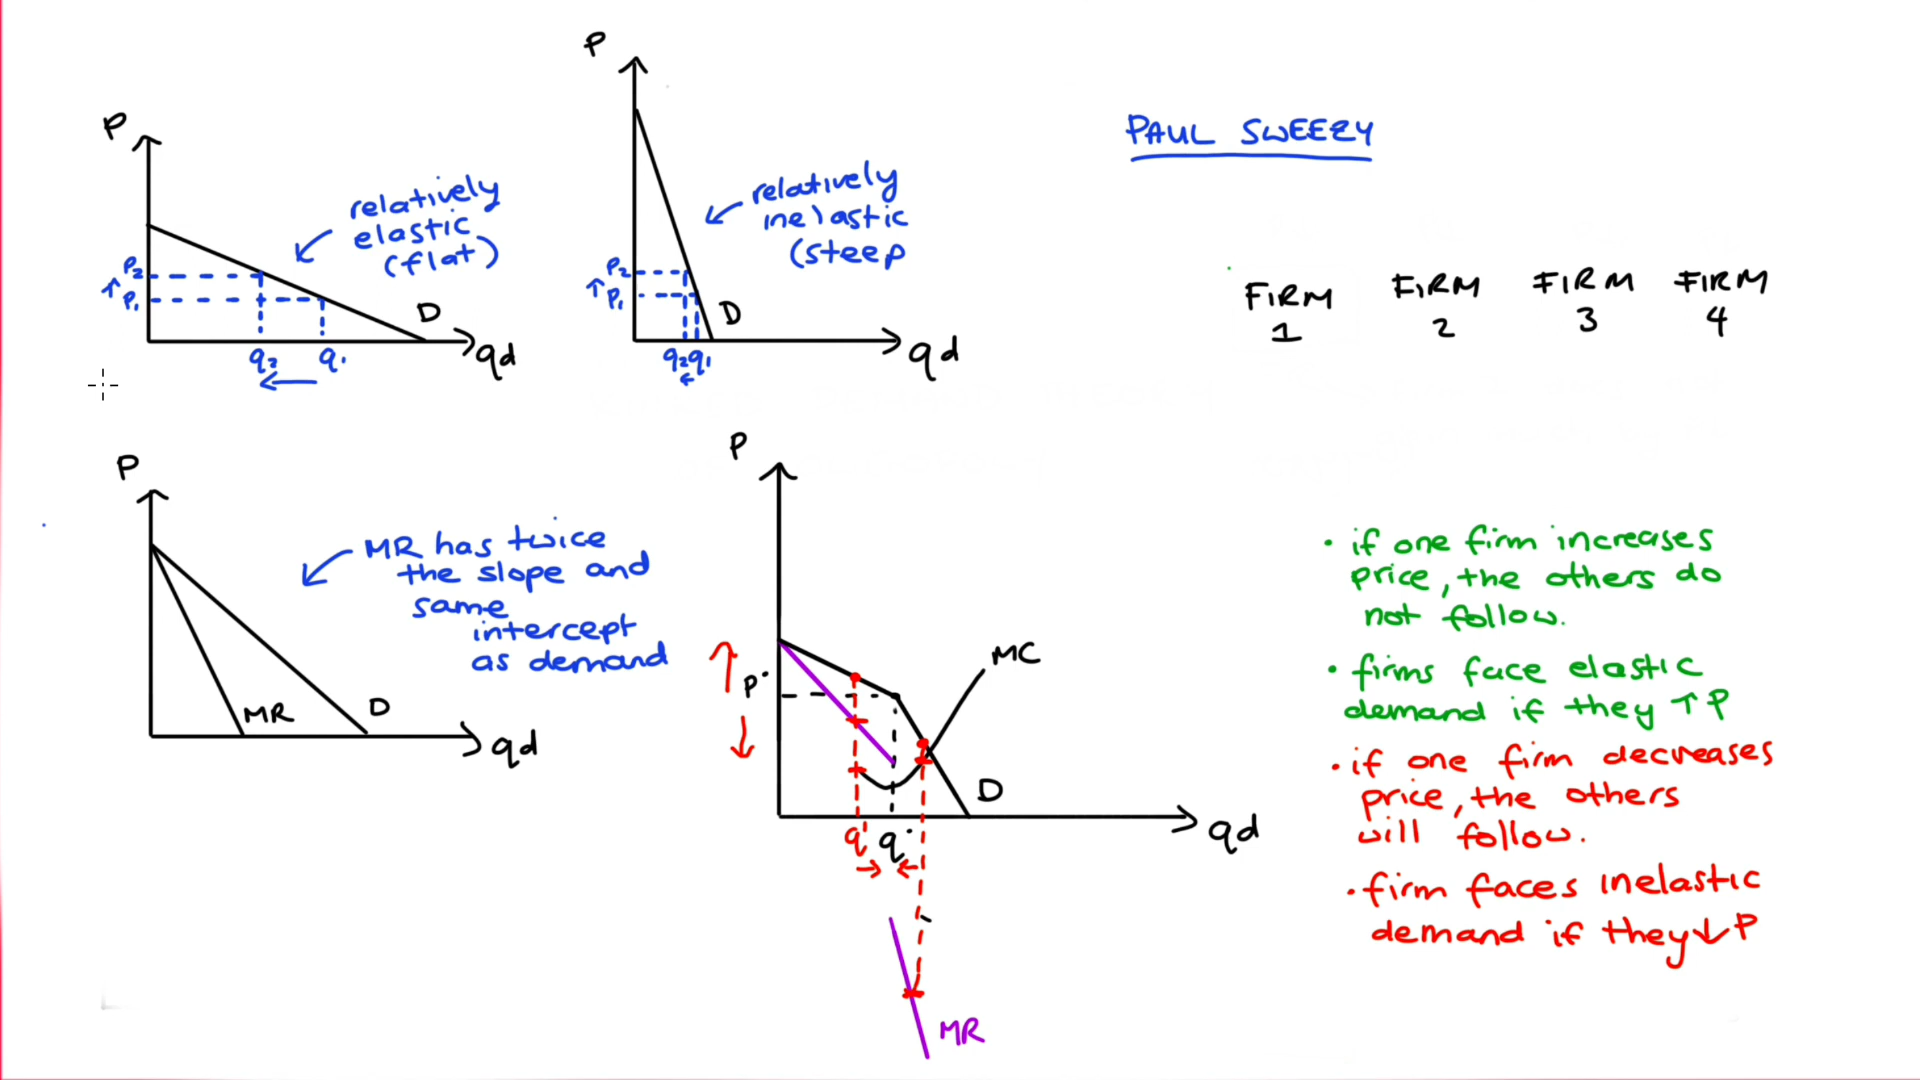 P
P
relatively
elastic
(flat)
P2
↑P1
D
q2 q1
qd
relatively
inelastic
(steep
P2
↑P1
D
q2q1
qd
PAUL SWEEZY
FIRM FIRM FIRM FIRM
1 2 3 4
P
MR has twice
the slope and
same
intercept
as demand
MR D
qd
P
P*
MC
D
q' q*
qd
MR
• if one firm increases
price, the others do
not follow.
• firms face elastic
demand if they ↑ P
• if one firm decreases
price, the others
will follow.
• firm faces inelastic
demand if they ↓ P